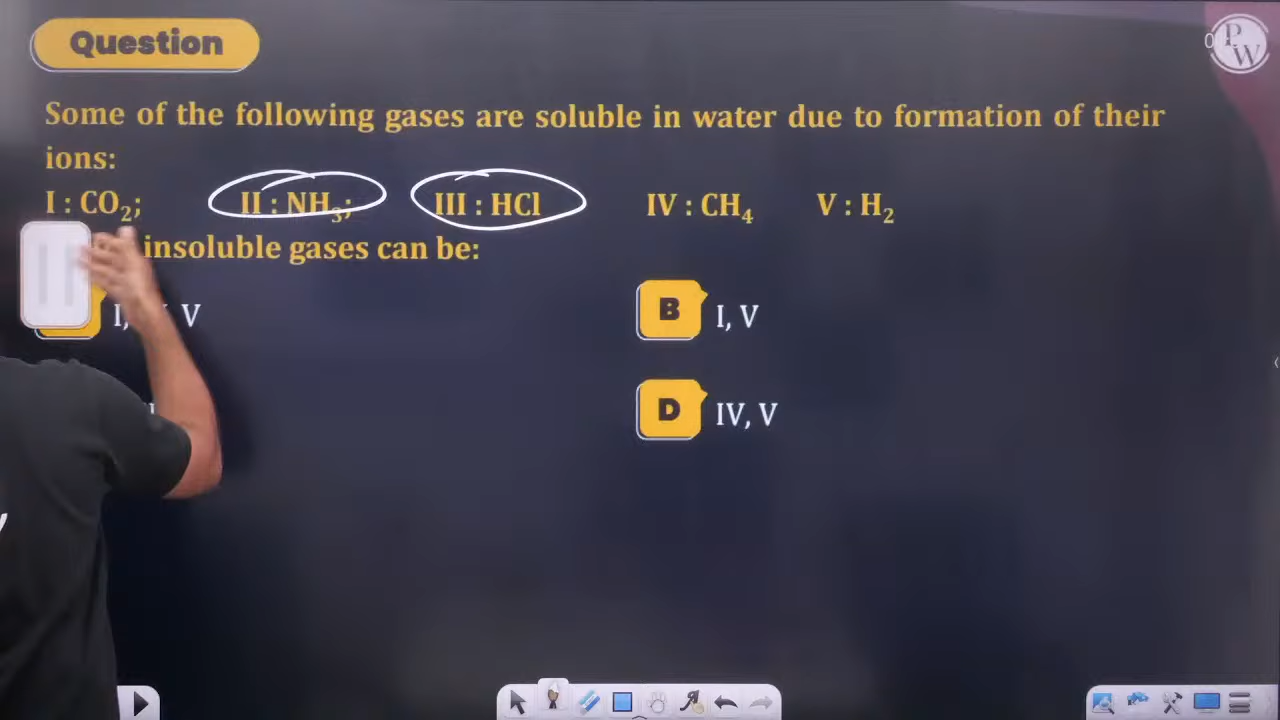 Question
PW
Some of the following gases are soluble in water due to formation of their
ions:
I : CO₂; II : NH₃; III : HCl IV : CH₄ V : H₂
insoluble gases can be:
I, V
B I, V
D IV, V